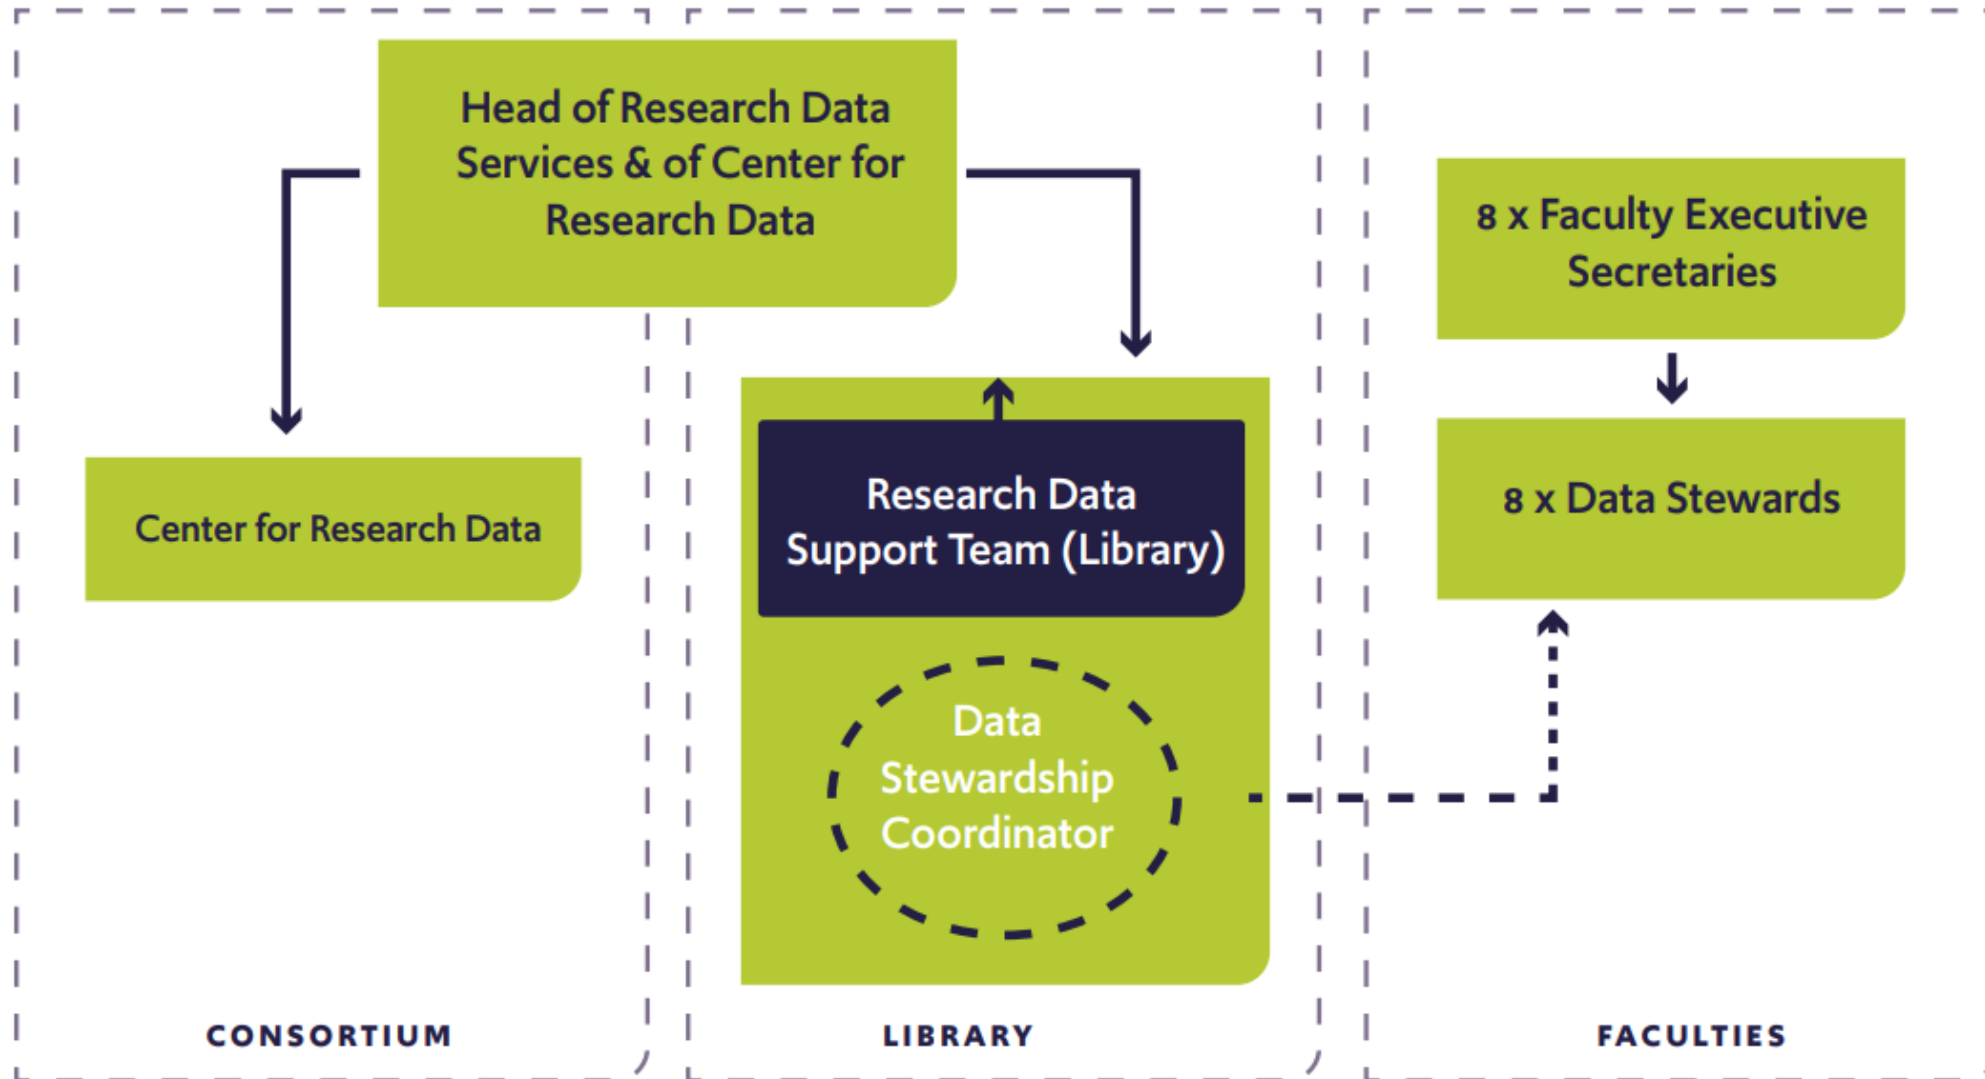 Head of Research Data
Services & of Center for
Research Data
8 x Faculty Executive
Secretaries
Center for Research Data
Research Data
Support Team (Library)
8 x Data Stewards
Data
Stewardship
Coordinator
CONSORTIUM
LIBRARY
FACULTIES